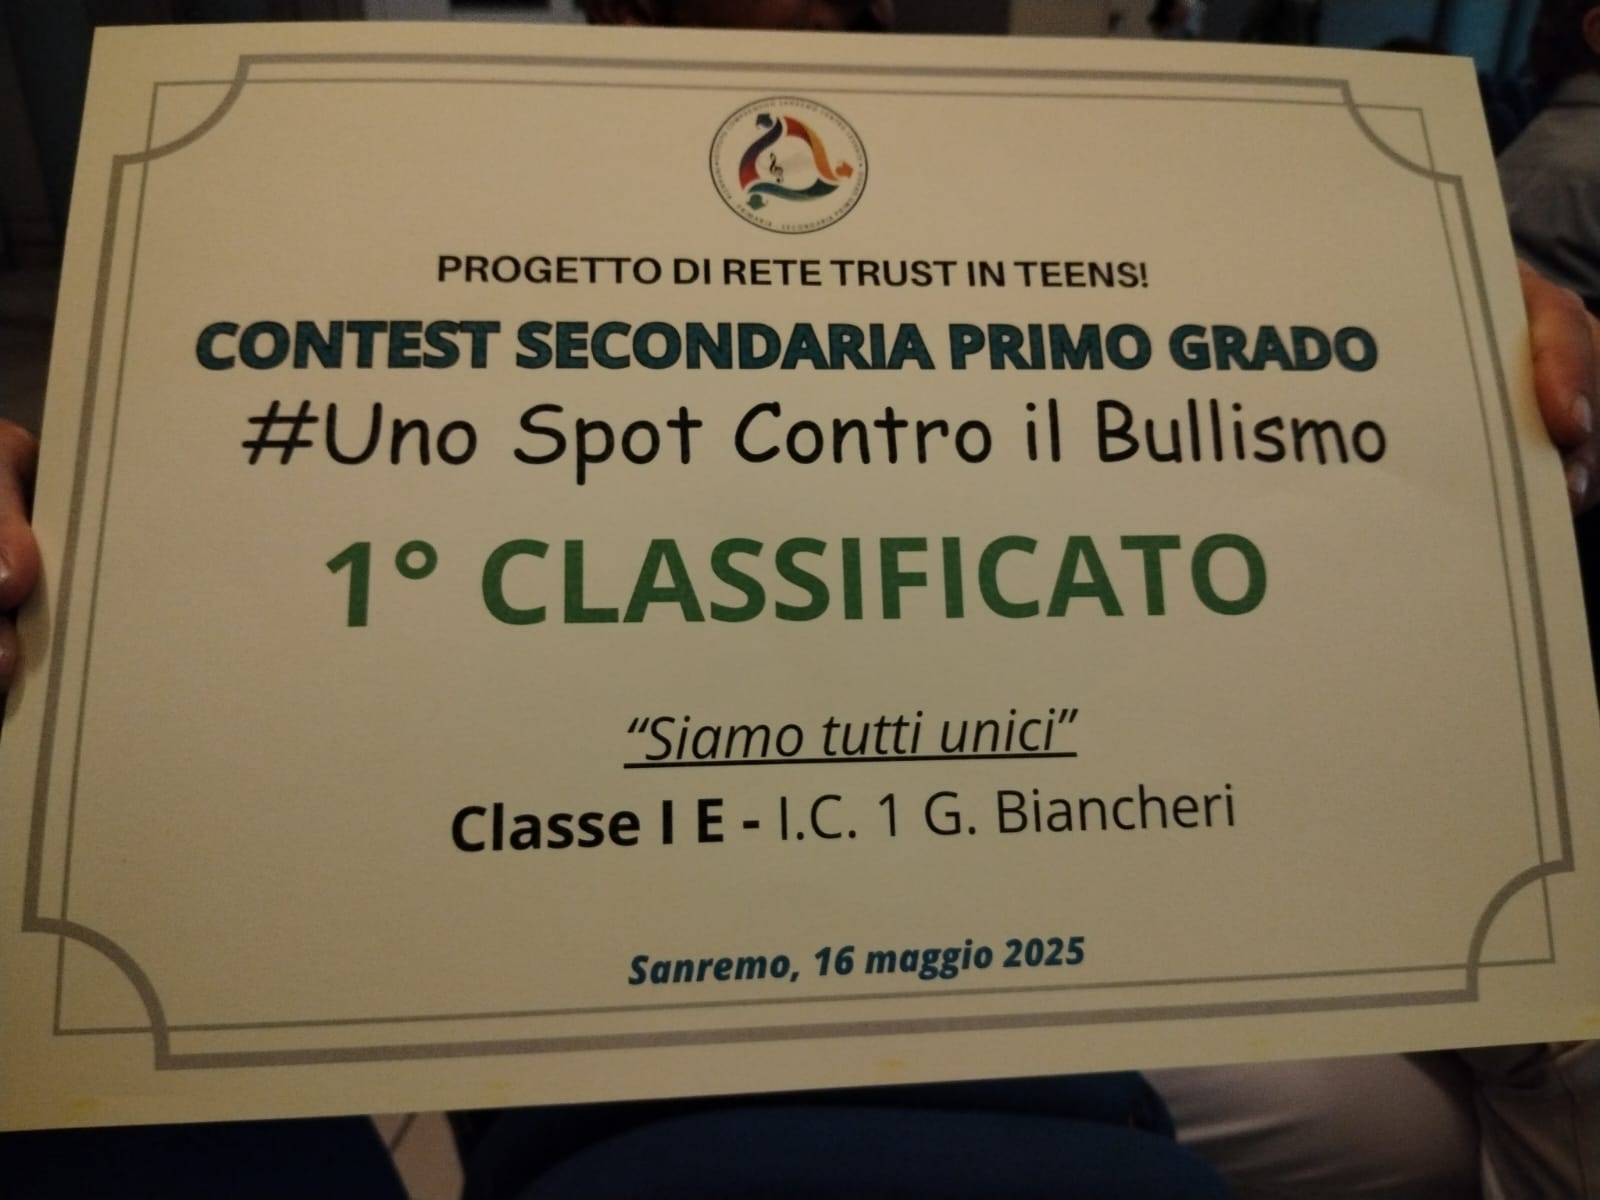 PROGETTO DI RETE TRUST IN TEENS!
CONTEST SECONDARIA PRIMO GRADO
#Uno Spot Contro il Bullismo
1° CLASSIFICATO
“Siamo tutti unici”
Classe I E - I.C. 1 G. Biancheri
Sanremo, 16 maggio 2025